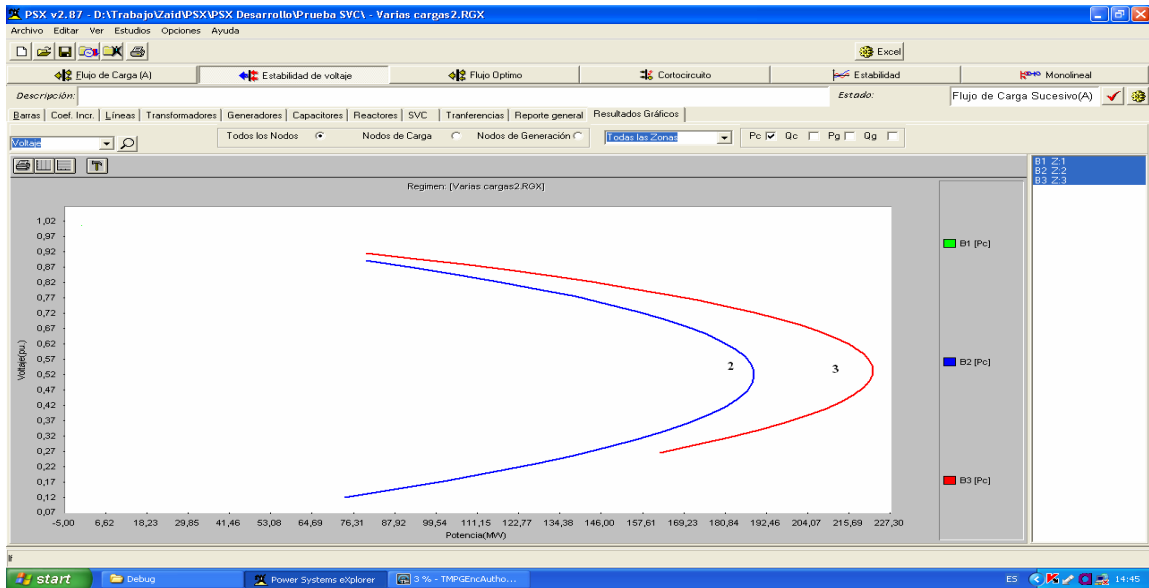 PSX v2.87 - D:\Trabajo\Zaid\PSX\PSX Desarrollo\Prueba SVC\ - Varias cargas2.RGX
Archivo Editar Ver Estudios Opciones Ayuda
Excel
Flujo de Carga (A) Estabilidad de voltaje Flujo Optimo Cortocircuito Estabilidad Monolineal
Descripción: Estado: Flujo de Carga Sucesivo(A)
Barras Coef. Incr. Líneas Transformadores Generadores Capacitores Reactores SVC Tranferencias Reporte general Resultados Gráficos
Voltaje Todos los Nodos Nodos de Carga Nodos de Generación Todas las Zonas Pc Qc Pg Qg
T
B1 Z:1
B2 Z:2
B3 Z:3
Regimen: [Varias cargas2.RGX]
1,02
0,97
0,92
0,87
0,82
0,77
0,72
0,67
0,62
0,57
0,52
0,47
0,42
0,37
0,32
0,27
0,22
0,17
0,12
0,07
Voltaje(pu.)
2
3
B1 [Pc]
B2 [Pc]
B3 [Pc]
-5,00 6,62 18,23 29,85 41,46 53,08 64,69 76,31 87,92 99,54 111,15 122,77 134,38 146,00 157,61 169,23 180,84 192,46 204,07 215,69 227,30
Potencia(MW)
start Debug Power Systems eXplorer 3 % - TMPGEncAutho... ES 14:45